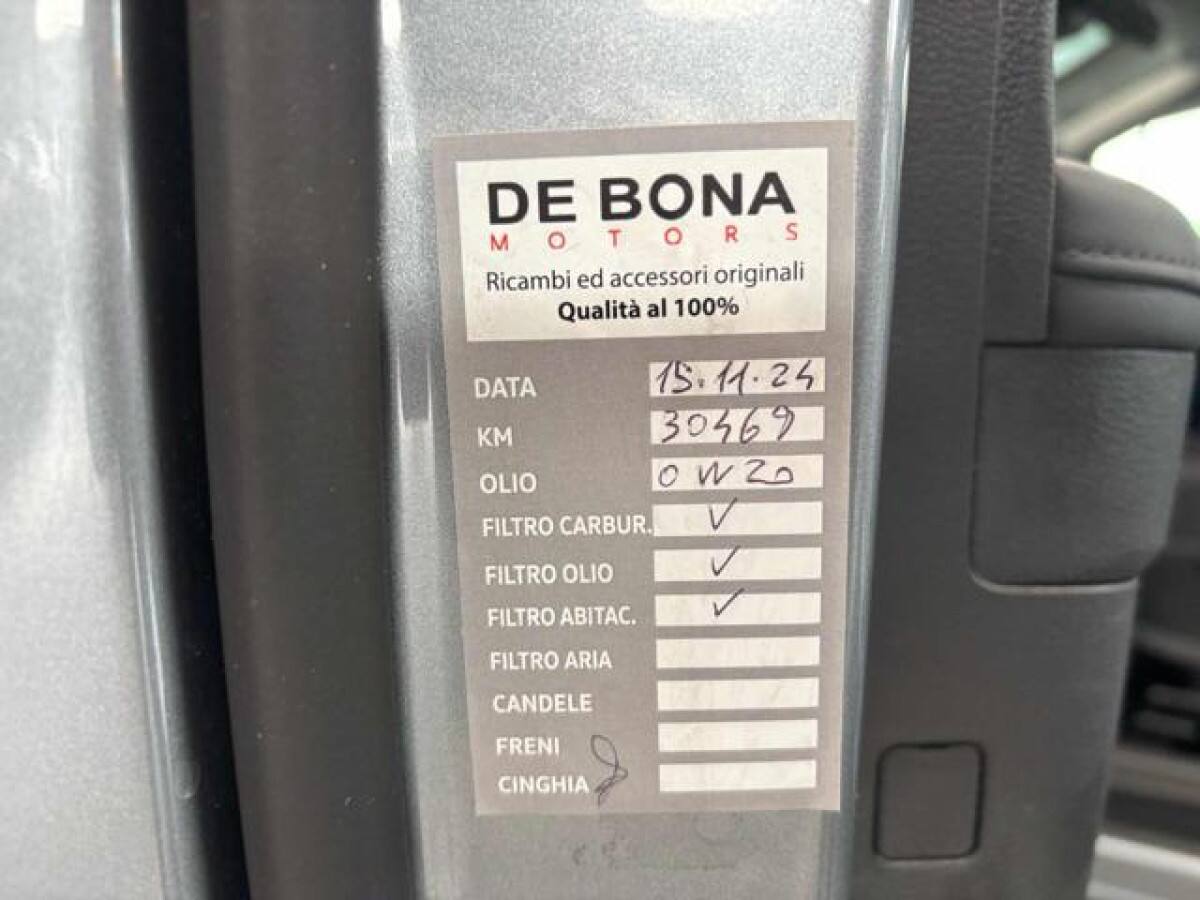 DE BONA
MOTORS
Ricambi ed accessori originali
Qualità al 100%
DATA 15.11.24
KM 30469
OLIO 0W20
FILTRO CARBUR. ✓
FILTRO OLIO ✓
FILTRO ABITAC. ✓
FILTRO ARIA
CANDELE
FRENI
CINGHIA